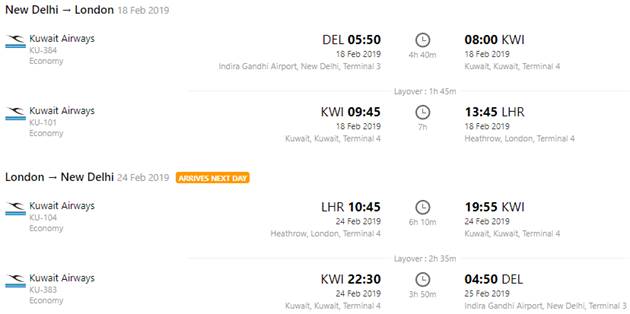 New Delhi → London 18 Feb 2019
Kuwait Airways
KU-384
Economy
DEL 05:50
18 Feb 2019
Indira Gandhi Airport, New Delhi, Terminal 3
4h 40m
08:00 KWI
18 Feb 2019
Kuwait, Kuwait, Terminal 4
Layover : 1h 45m
Kuwait Airways
KU-101
Economy
KWI 09:45
18 Feb 2019
Kuwait, Kuwait, Terminal 4
7h
13:45 LHR
18 Feb 2019
Heathrow, London, Terminal 4
London → New Delhi 24 Feb 2019 ARRIVES NEXT DAY
Kuwait Airways
KU-104
Economy
LHR 10:45
24 Feb 2019
Heathrow, London, Terminal 4
6h 10m
19:55 KWI
24 Feb 2019
Kuwait, Kuwait, Terminal 4
Layover : 2h 35m
Kuwait Airways
KU-383
Economy
KWI 22:30
24 Feb 2019
Kuwait, Kuwait, Terminal 4
3h 50m
04:50 DEL
25 Feb 2019
Indira Gandhi Airport, New Delhi, Terminal 3